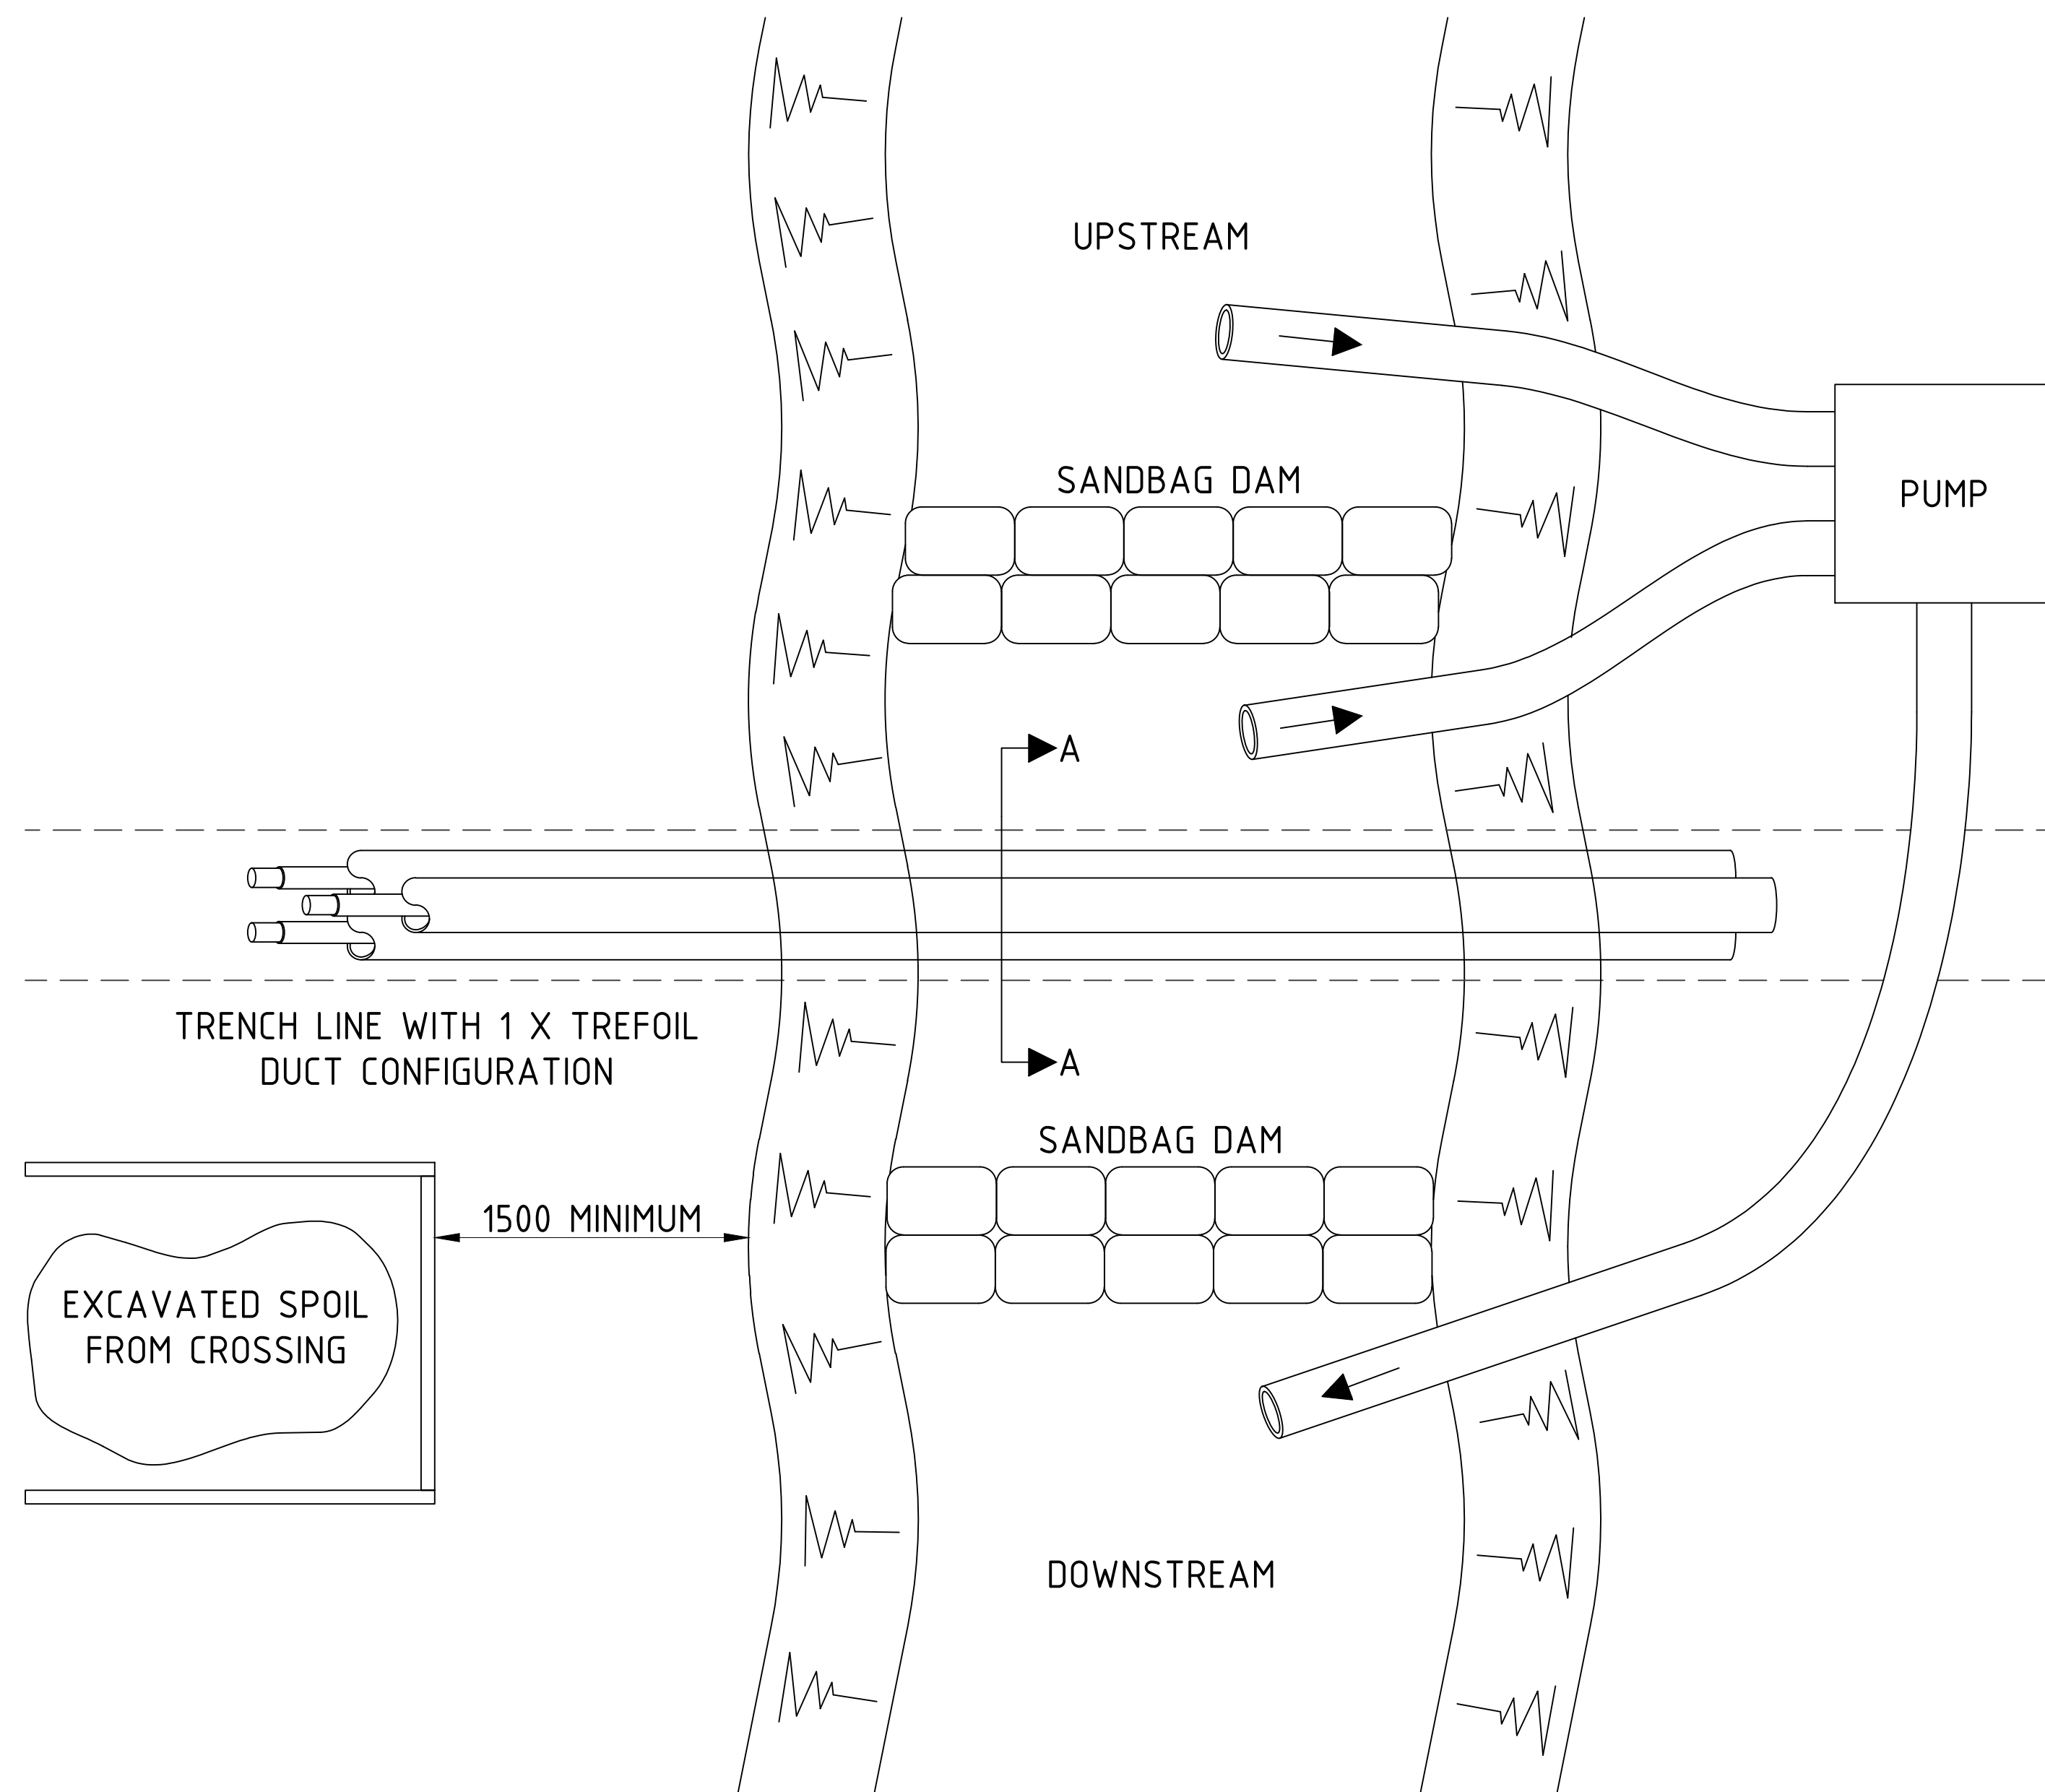 UPSTREAM
SANDBAG DAM
PUMP
A
TRENCH LINE WITH 1 X TREFOIL
DUCT CONFIGURATION
A
SANDBAG DAM
1500 MINIMUM
EXCAVATED SPOIL
FROM CROSSING
DOWNSTREAM